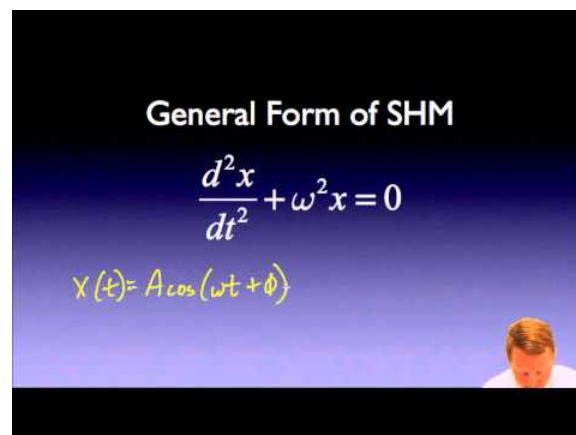 General Form of SHM
d²x/dt² + ω²x = 0
x(t)= A cos(ωt + φ)